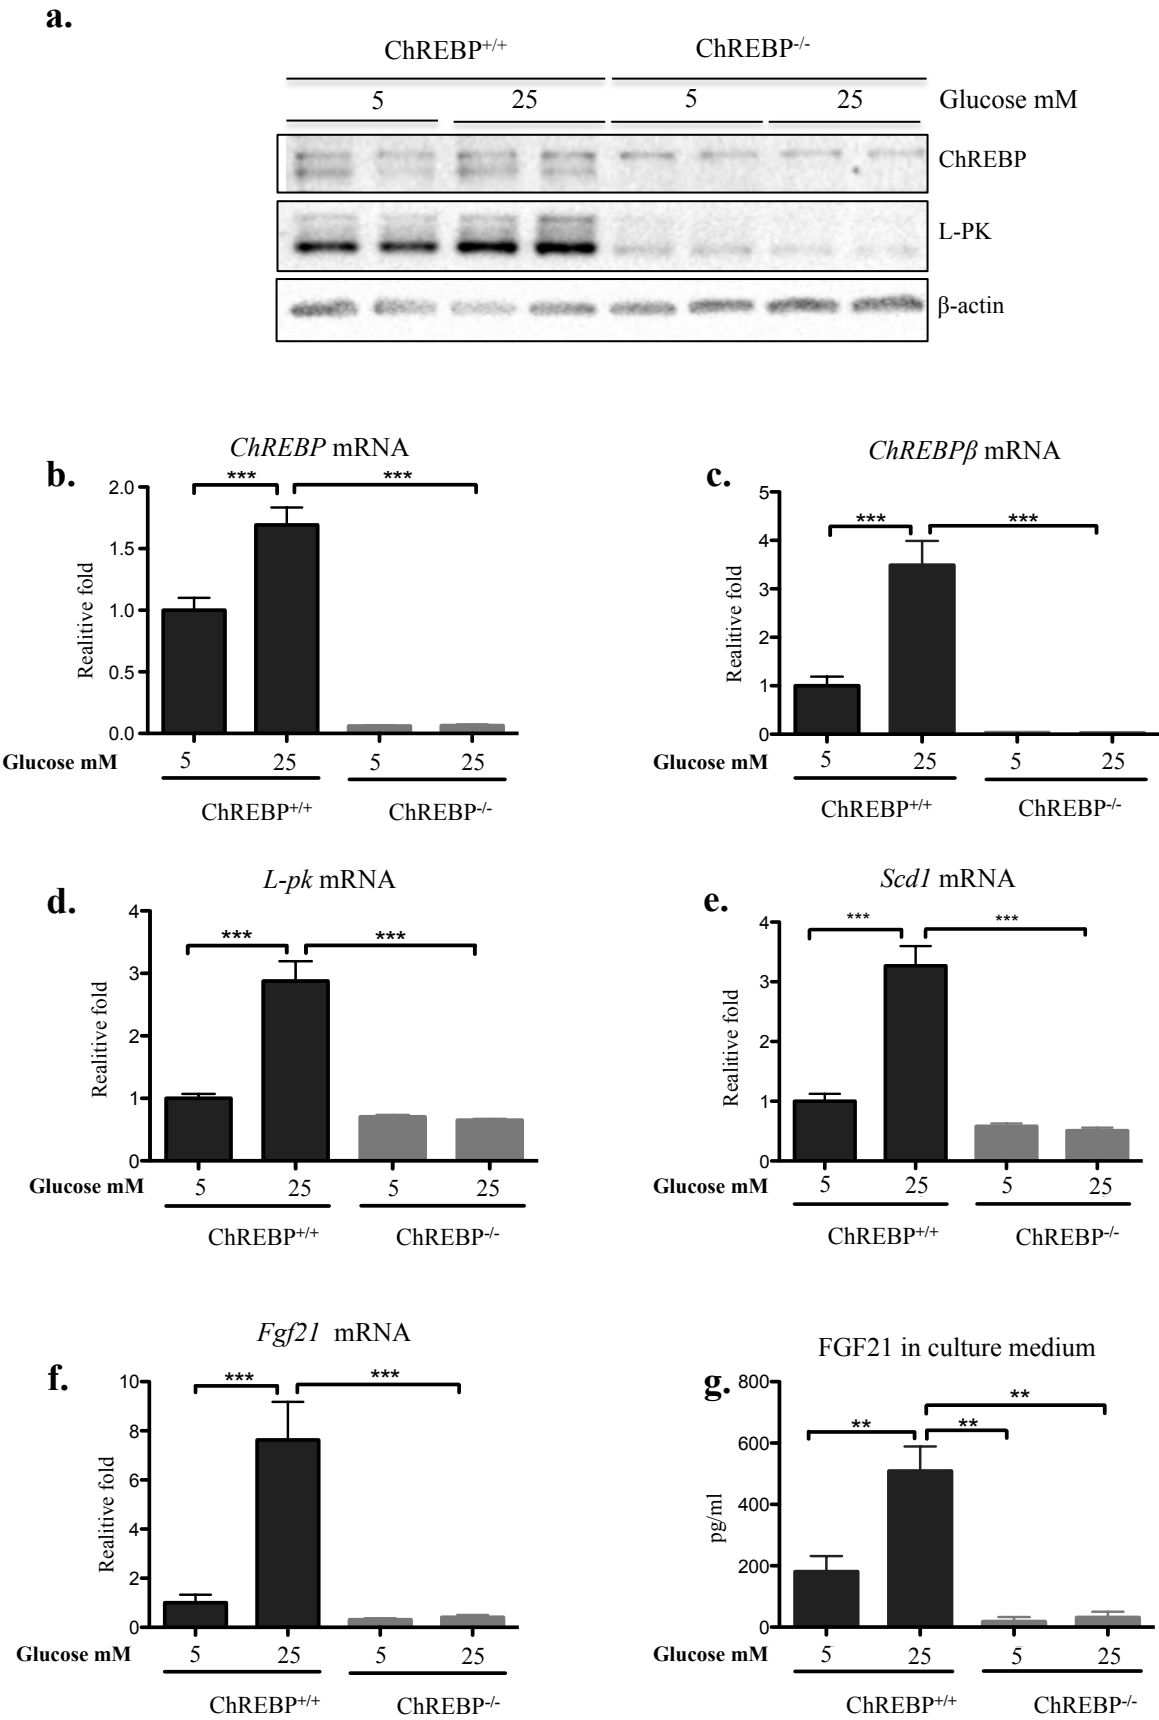 a.
ChREBP+/+ ChREBP-/-
5 25 5 25 Glucose mM
ChREBP
L-PK
β-actin
b.
ChREBP mRNA
***
***
Realitive fold
2.0
1.5
1.0
0.5
0.0
Glucose mM 5 25 5 25
ChREBP+/+ ChREBP-/-
c.
ChREBPβ mRNA
***
***
Realitive fold
5
4
3
2
1
0
Glucose mM 5 25 5 25
ChREBP+/+ ChREBP-/-
d.
L-pk mRNA
***
***
Realitive fold
4
3
2
1
0
Glucose mM 5 25 5 25
ChREBP+/+ ChREBP-/-
e.
Scd1 mRNA
***
***
Realitive fold
4
3
2
1
0
Glucose mM 5 25 5 25
ChREBP+/+ ChREBP-/-
f.
Fgf21 mRNA
***
***
Realitive fold
10
8
6
4
2
0
Glucose mM 5 25 5 25
ChREBP+/+ ChREBP-/-
g.
FGF21 in culture medium
**
**
**
pg/ml
800
600
400
200
0
Glucose mM 5 25 5 25
ChREBP+/+ ChREBP-/-